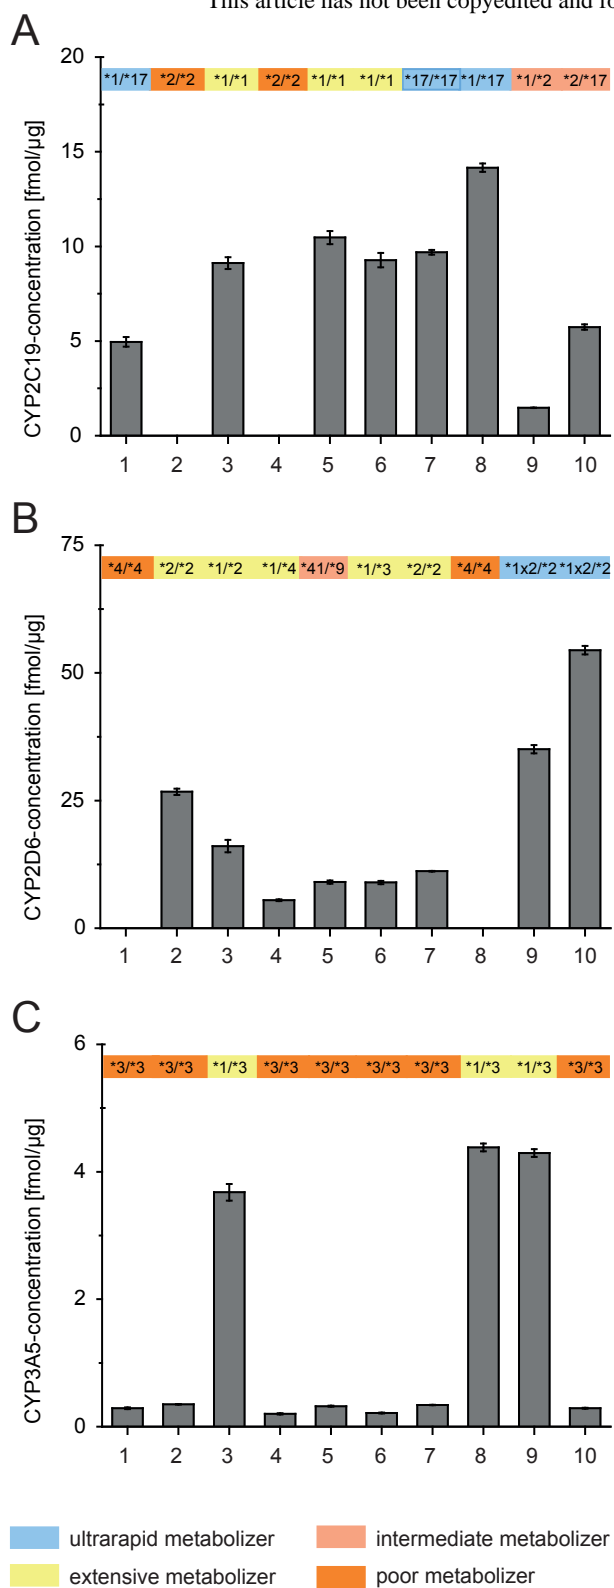 This article has not been copyedited and fo
A
20
*1/*17 *2/*2 *1/*1 *2/*2 *1/*1 *1/*1 *17/*17 *1/*17 *1/*2 *2/*17
15
10
5
0
CYP2C19-concentration [fmol/µg]
1 2 3 4 5 6 7 8 9 10
B
75
*4/*4 *2/*2 *1/*2 *1/*4 *41/*9 *1/*3 *2/*2 *4/*4 *1x2/*2 *1x2/*2
50
25
0
CYP2D6-concentration [fmol/µg]
1 2 3 4 5 6 7 8 9 10
C
6
*3/*3 *3/*3 *1/*3 *3/*3 *3/*3 *3/*3 *3/*3 *1/*3 *1/*3 *3/*3
4
2
0
CYP3A5-concentration [fmol/µg]
1 2 3 4 5 6 7 8 9 10
ultrarapid metabolizer intermediate metabolizer
extensive metabolizer poor metabolizer